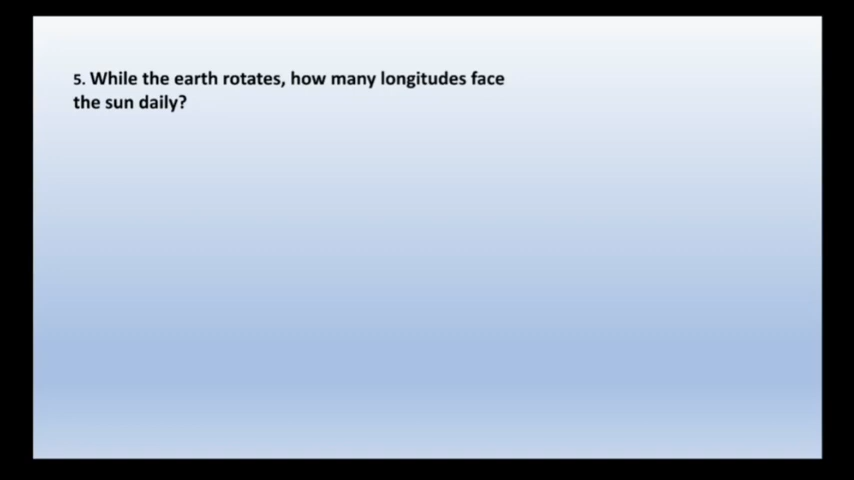 5. While the earth rotates, how many longitudes face
the sun daily?